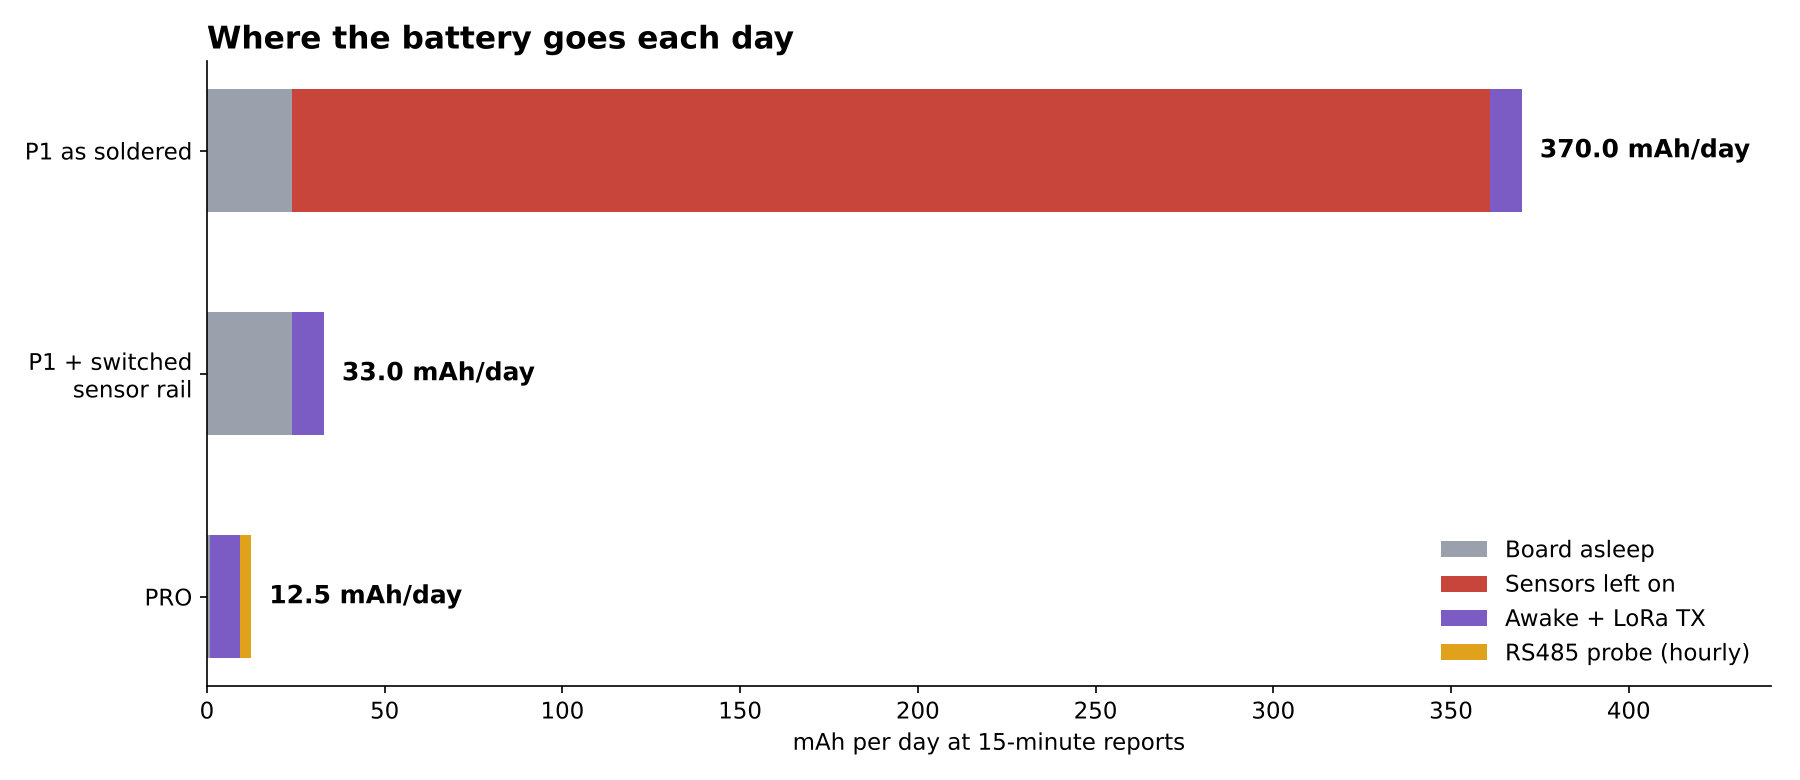 Where the battery goes each day
P1 as soldered
370.0 mAh/day
P1 + switched
sensor rail
33.0 mAh/day
PRO
12.5 mAh/day
Board asleep
Sensors left on
Awake + LoRa TX
RS485 probe (hourly)
0 50 100 150 200 250 300 350 400
mAh per day at 15-minute reports